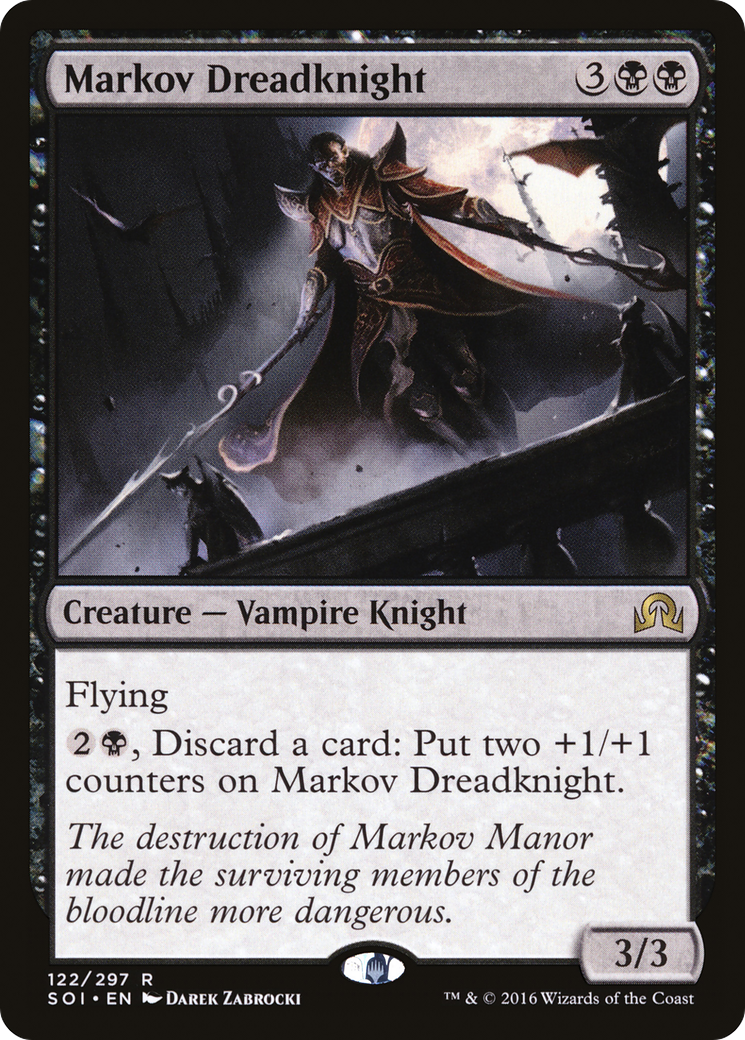 Markov Dreadknight 3
Creature — Vampire Knight
Flying
2, Discard a card: Put two +1/+1
counters on Markov Dreadknight.
The destruction of Markov Manor
made the surviving members of the
bloodline more dangerous.
3/3
122/297 R
SOI • EN Darek Zabrocki
™ & © 2016 Wizards of the Coast